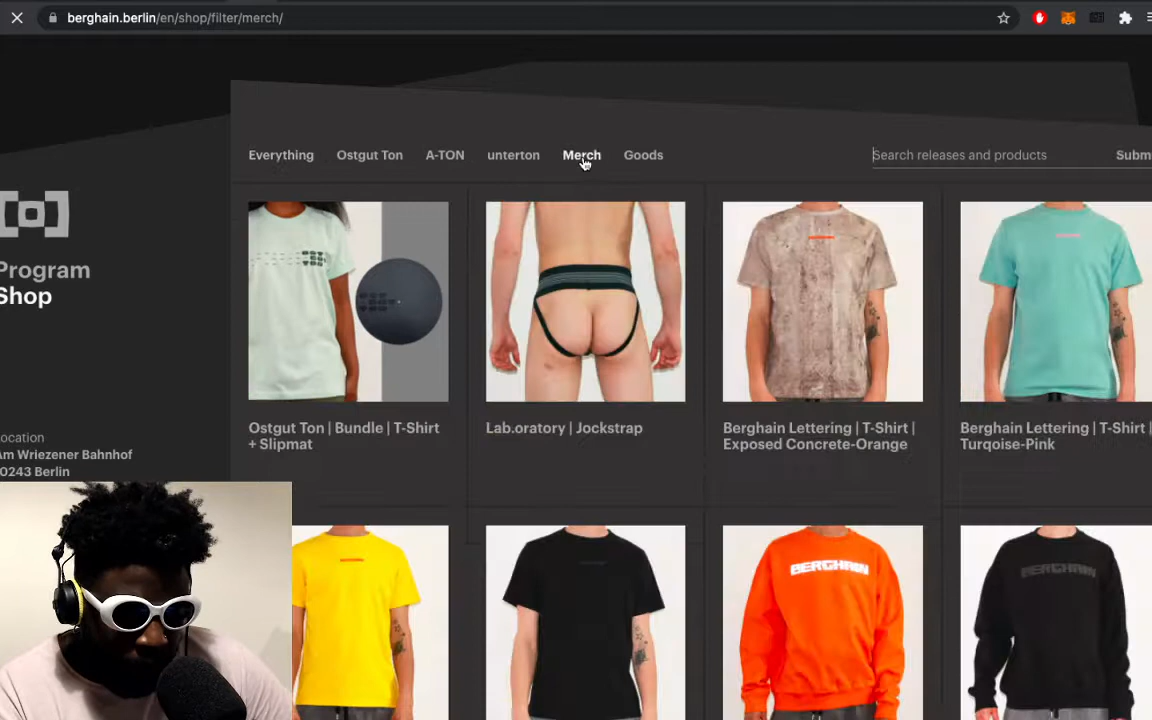 berghain.berlin/en/shop/filter/merch/
Everything Ostgut Ton A-TON unterton Merch Goods Search releases and products Subm
Program
Shop
ocation
Am Wriezener Bahnhof
0243 Berlin
Ostgut Ton | Bundle | T-Shirt
+ Slipmat
Lab.oratory | Jockstrap
Berghain Lettering | T-Shirt |
Exposed Concrete-Orange
Berghain Lettering | T-Shirt |
Turqoise-Pink
BERGHAIN
BERGHAIN